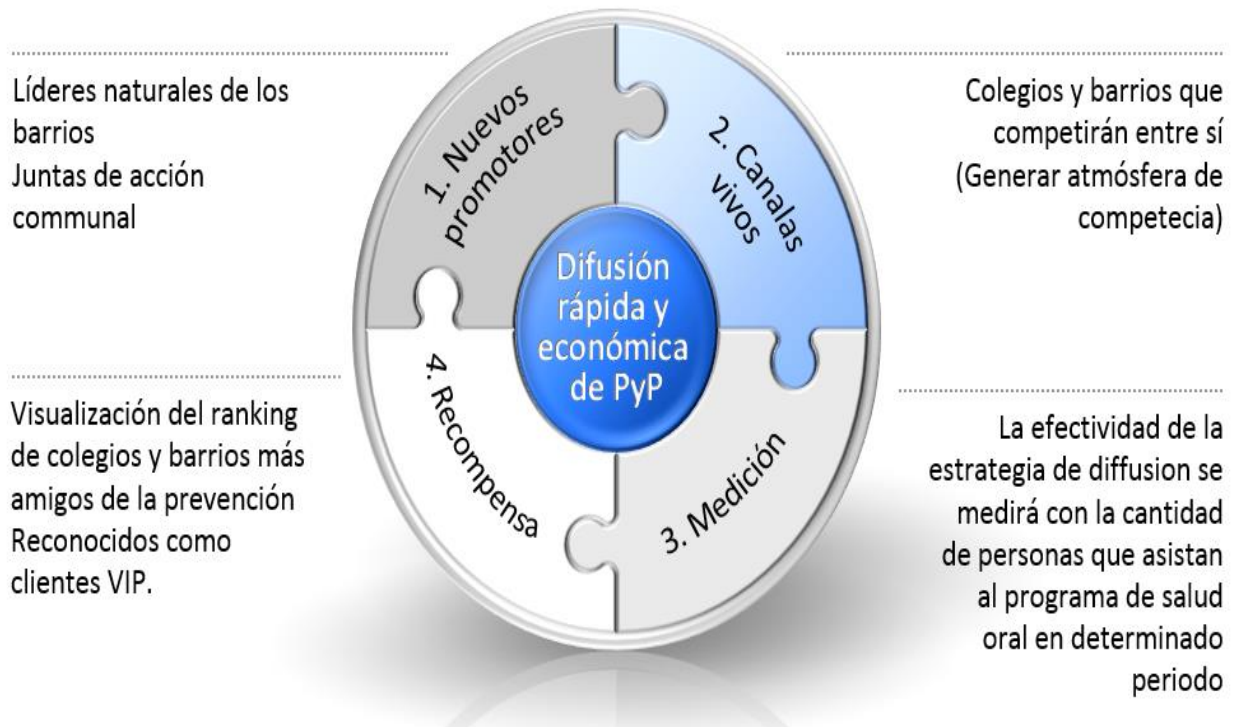 Líderes naturales de los
barrios
Juntas de acción
communal
1. Nuevos
promotores
2. Canalas
vivos
Colegios y barrios que
competirán entre sí
(Generar atmósfera de
competecia)
Difusión
rápida y
económica
de PyP
4. Recompensa
Visualización del ranking
de colegios y barrios más
amigos de la prevención
Reconocidos como
clientes VIP.
3. Medición
La efectividad de la
estrategia de diffusion se
medirá con la cantidad
de personas que asistan
al programa de salud
oral en determinado
periodo